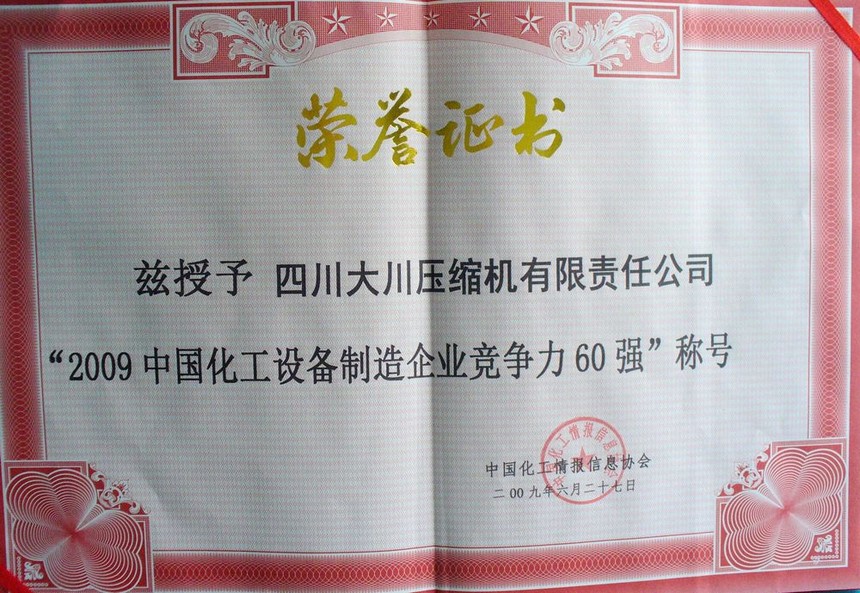 荣誉证书
兹授予 四川大川压缩机有限责任公司
“2009中国化工设备制造企业竞争力60强”称号
中国化工情报信息协会
二00九年六月二十七日